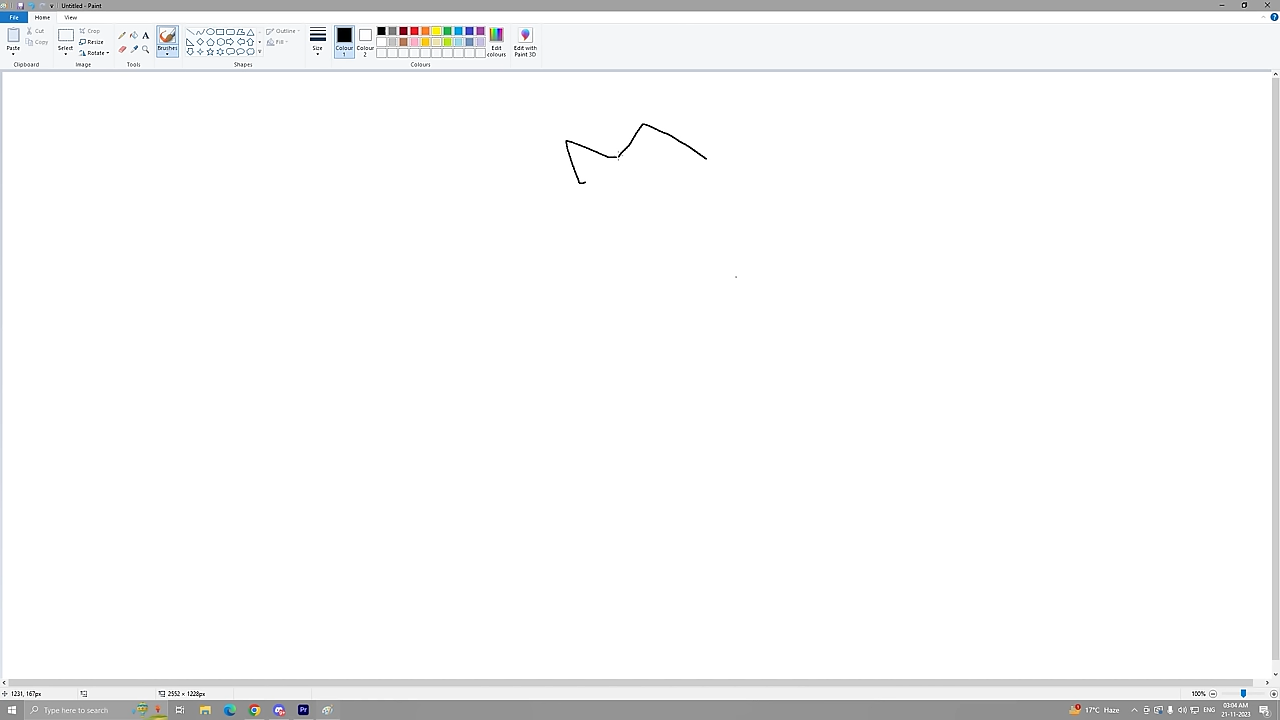 Untitled - Paint
File Home View
Paste Cut Copy Clipboard
Select Crop Resize Rotate Image
Tools
Brushes
Shapes
Outline Fill
Size
Colour 1
Colour 2
Colours
Edit colours
Edit with Paint 3D
1231, 167px
2552 × 1228px
100%
Type here to search
Pr
17°C Haze
ENG
03:04 AM
21-11-2023